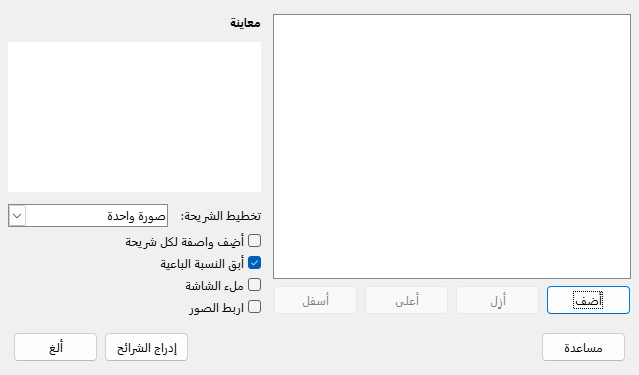 معاينة
تخطيط الشريحة: صورة واحدة
أضِف واصفة لكل شريحة
أبقِ النسبة الباعية
ملء الشاشة
اربط الصور
أضف أزِل أعلى أسفل
مساعدة إدراج الشرائح ألغ